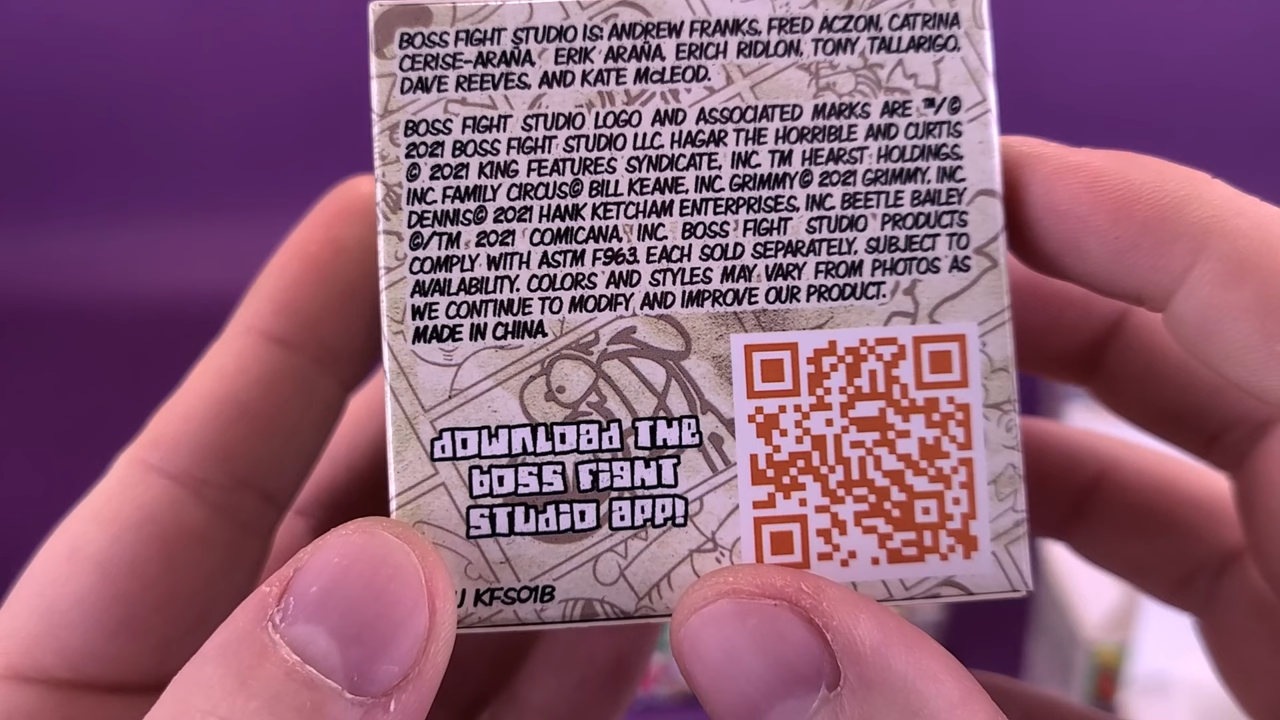 BOSS FIGHT STUDIO IS: ANDREW FRANKS, FRED ACZON, CATRINA
CERISE-ARAÑA, ERIK ARAÑA, ERICH RIDLON, TONY TALLARIGO,
DAVE REEVES, AND KATE McLEOD.
BOSS FIGHT STUDIO LOGO AND ASSOCIATED MARKS ARE ™/©
2021 BOSS FIGHT STUDIO LLC. HAGAR THE HORRIBLE AND CURTIS
© 2021 KING FEATURES SYNDICATE, INC. TM HEARST HOLDINGS,
INC. FAMILY CIRCUS© BILL KEANE, INC. GRIMMY© 2021 GRIMMY, INC.
DENNIS© 2021 HANK KETCHAM ENTERPRISES, INC. BEETLE BAILEY
©/TM 2021 COMICANA, INC. BOSS FIGHT STUDIO PRODUCTS
COMPLY WITH ASTM F963. EACH SOLD SEPARATELY. SUBJECT TO
AVAILABILITY. COLORS AND STYLES MAY VARY FROM PHOTOS AS
WE CONTINUE TO MODIFY AND IMPROVE OUR PRODUCT.
MADE IN CHINA.
DOWNLOAD THE
BOSS FIGHT
STUDIO APP!
KFS01B